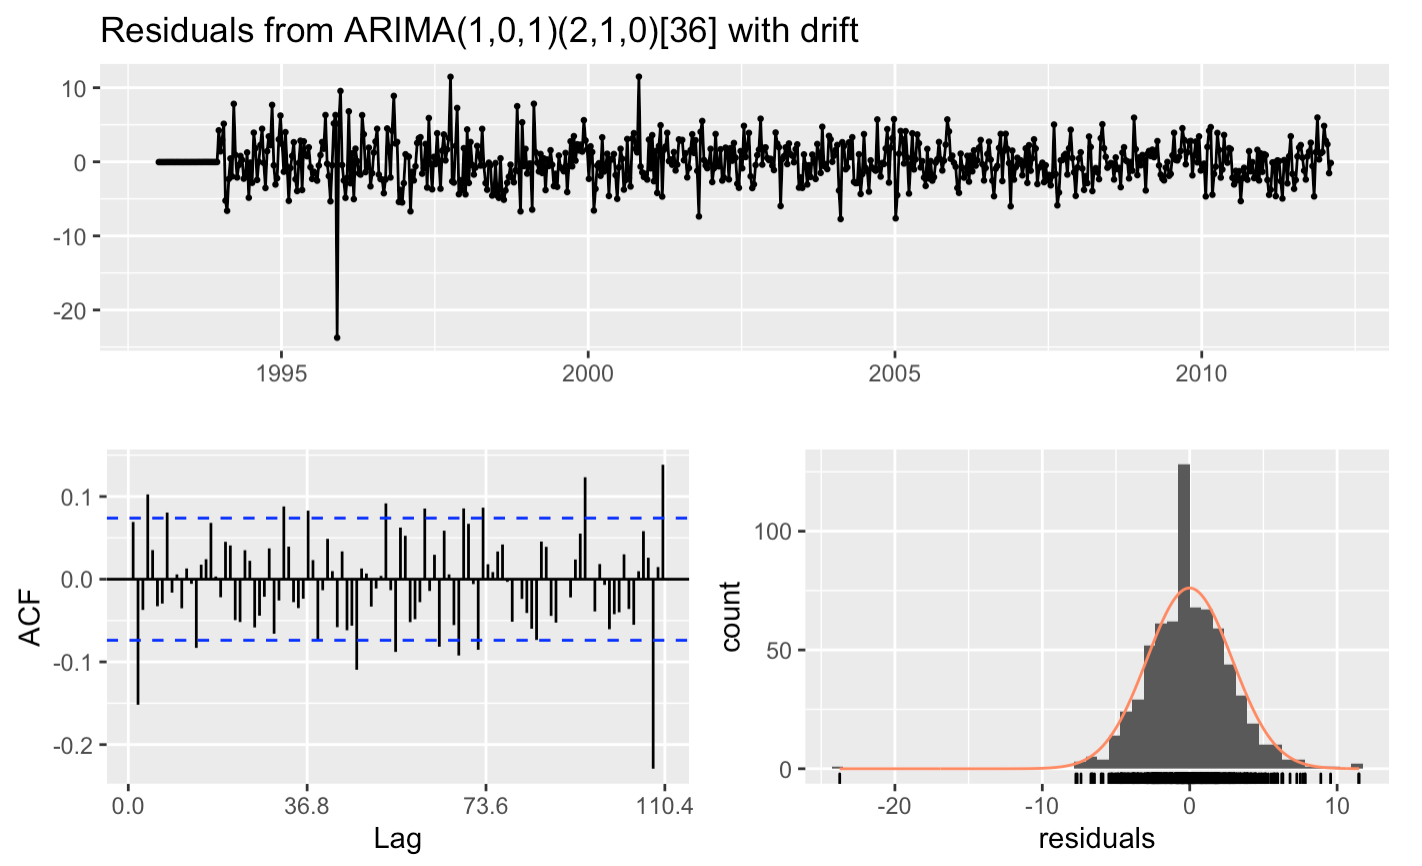 Residuals from ARIMA(1,0,1)(2,1,0)[36] with drift
10
0
-10
-20
1995 2000 2005 2010
ACF
0.1
0.0
-0.1
-0.2
0.0 36.8 73.6 110.4
Lag
count
100
50
0
-20 -10 0 10
residuals